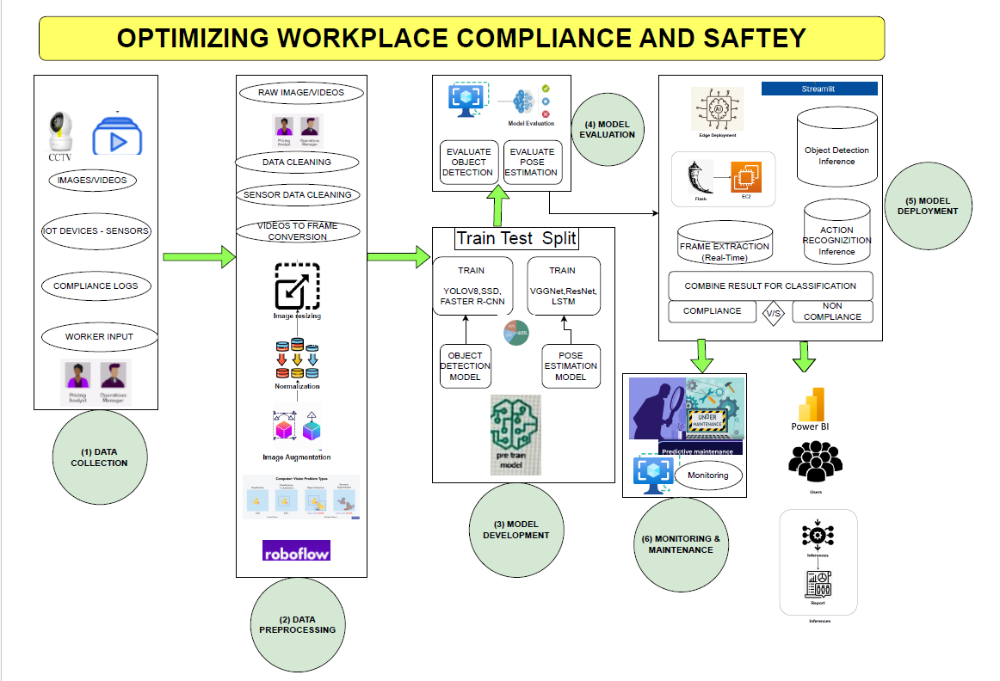 OPTIMIZING WORKPLACE COMPLIANCE AND SAFTEY
CCTV
IMAGES/VIDEOS
IOT DEVICES - SENSORS
COMPLIANCE LOGS
WORKER INPUT
Pricing
Analyst
Operations
Manager
(1) DATA
COLLECTION
RAW IMAGE/VIDEOS
Pricing
Analyst
Operations
Manager
DATA CLEANING
SENSOR DATA CLEANING
VIDEOS TO FRAME
CONVERSION
Image resizing
Normalization
Image Augmentation
Computer Vision Problem Types
roboflow
(2) DATA
PREPROCESSING
Model Evaluation
EVALUATE
OBJECT
DETECTION
EVALUATE
POSE
ESTIMATION
(4) MODEL
EVALUATION
Train Test  Split
TRAIN
YOLOV8,SSD,
FASTER R-CNN
TRAIN
VGGNet,ResNet,
LSTM
OBJECT
DETECTION
MODEL
POSE
ESTIMATION
MODEL
pre train
model
(3) MODEL
DEVELOPMENT
Streamlit
AI
Edge Deployment
Object Detection
Inference
Flask
EC2
FRAME EXTRACTION
(Real-Time)
ACTION
RECOGNIZITION
Inference
COMBINE RESULT FOR CLASSIFICATION
COMPLIANCE
V/S
NON
COMPLIANCE
(5) MODEL
DEPLOYMENT
UNDER
MAINTENANCE
Predictive maintenance
Monitoring
(6) MONITORING &
MAINTENANCE
Power BI
Users
Inferences
Report
Inferences